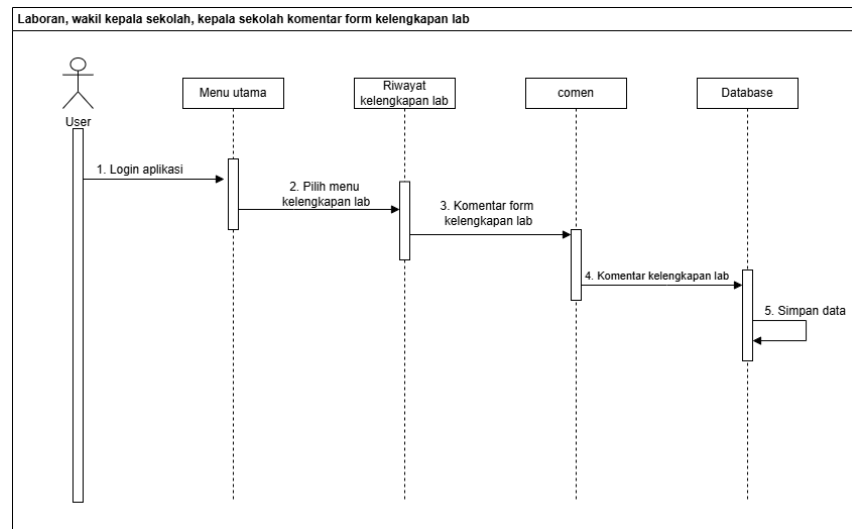 Laboran, wakil kepala sekolah, kepala sekolah komentar form kelengkapan lab
User
Menu utama
Riwayat
kelengkapan lab
comen
Database
1. Login aplikasi
2. Pilih menu
kelengkapan lab
3. Komentar form
kelengkapan lab
4. Komentar kelengkapan lab
5. Simpan data